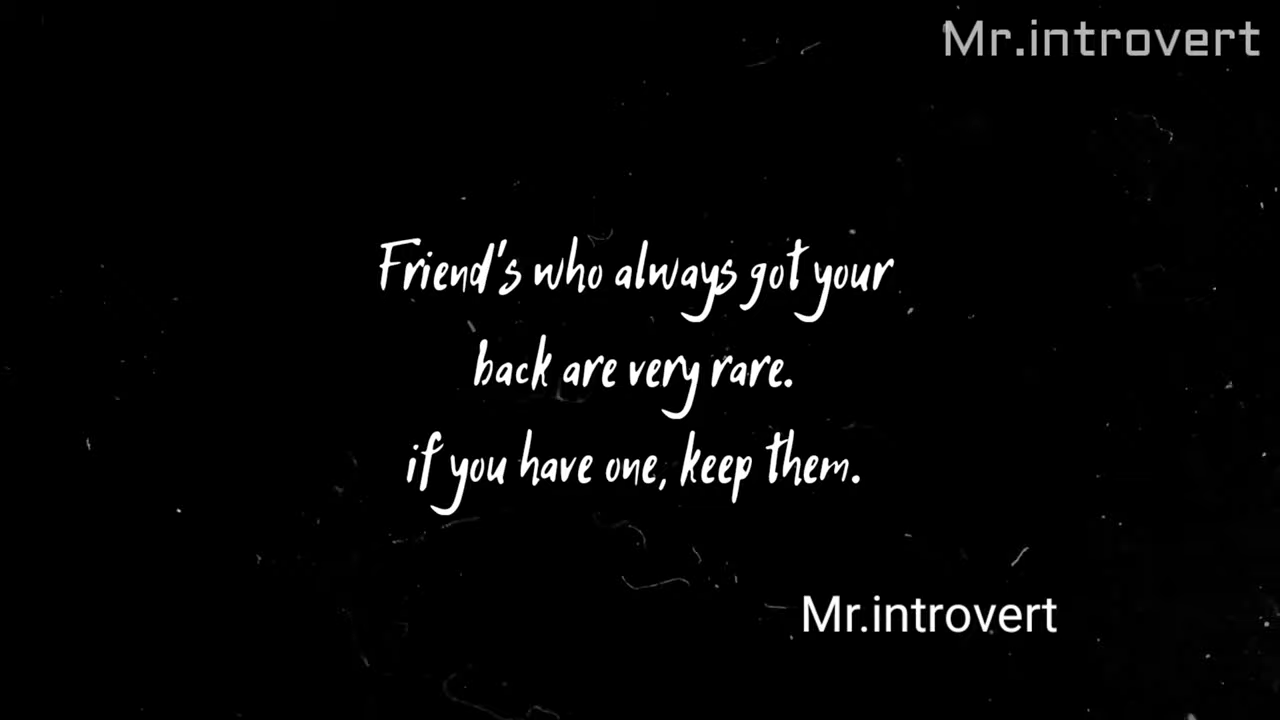 Mr.introvert
Friend's who always got your
back are very rare.
if you have one, keep them.
Mr.introvert